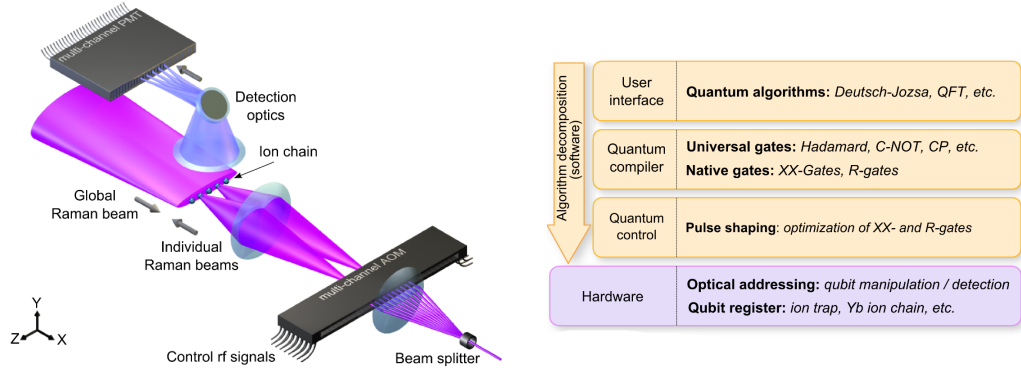 multi-channel PMT
Detection
optics
Ion chain
Global
Raman beam
Individual
Raman beams
multi-channel AOM
Y
Z
X
Control rf signals
Beam splitter
Algorithm decomposition
(software)
User
interface
Quantum algorithms: Deutsch-Jozsa, QFT, etc.
Quantum
compiler
Universal gates: Hadamard, C-NOT, CP, etc.
Native gates: XX-Gates, R-gates
Quantum
control
Pulse shaping: optimization of XX- and R-gates
Hardware
Optical addressing: qubit manipulation / detection
Qubit register: ion trap, Yb ion chain, etc.